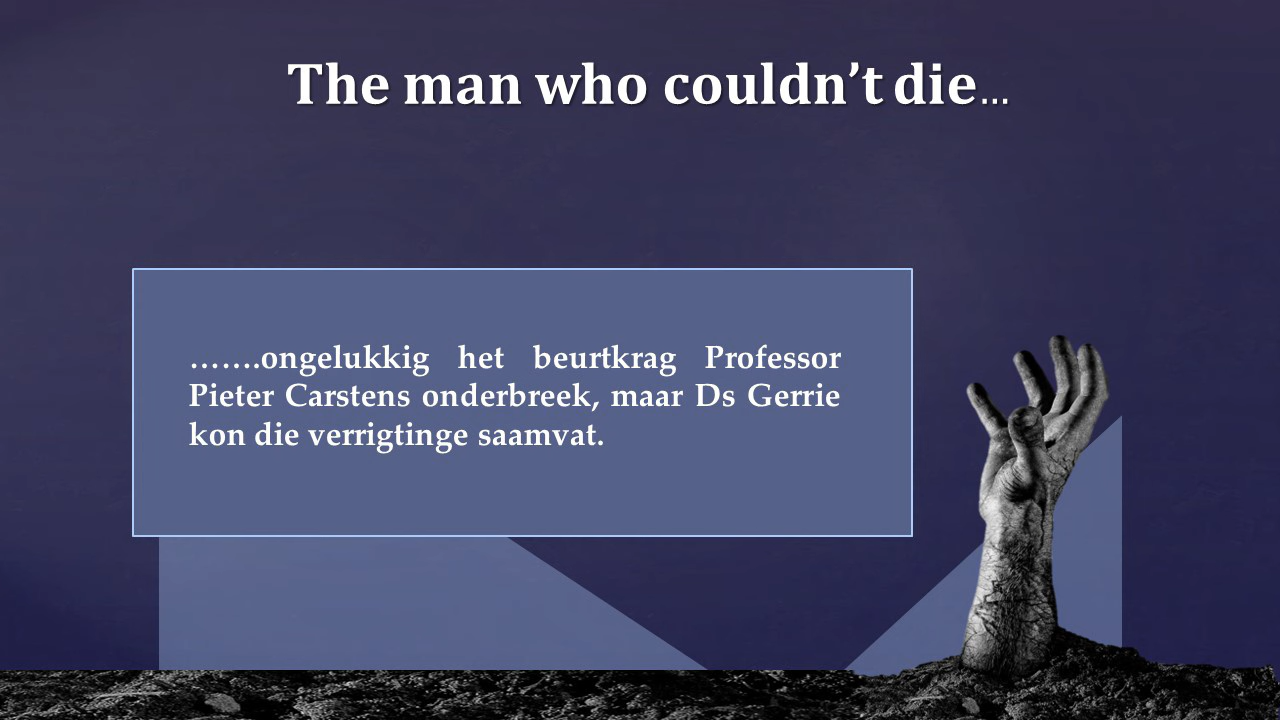 The man who couldn’t die…
…….ongelukkig het beurtkrag Professor
Pieter Carstens onderbreek, maar Ds Gerrie
kon die verrigtinge saamvat.